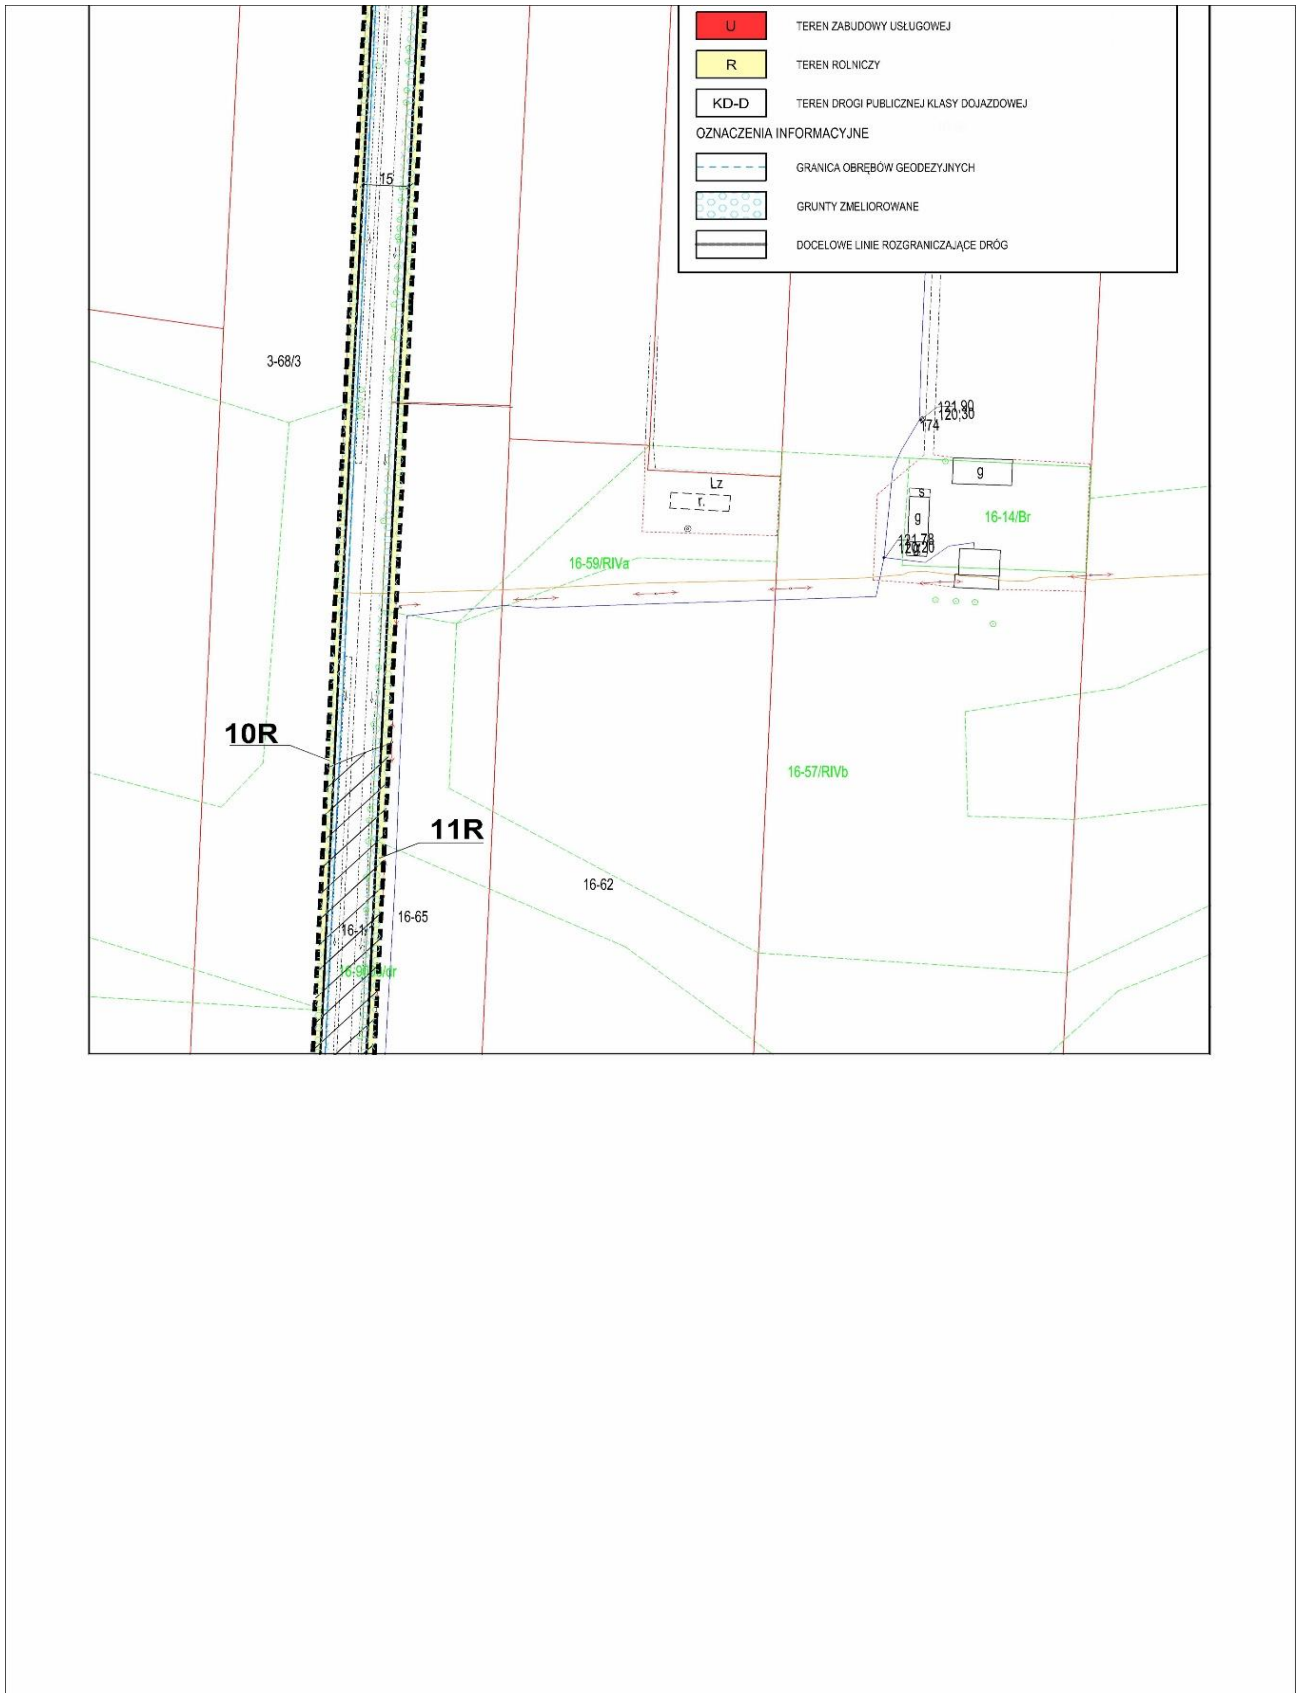 U TEREN ZABUDOWY USŁUGOWEJ
R TEREN ROLNICZY
KD-D TEREN DROGI PUBLICZNEJ KLASY DOJAZDOWEJ
OZNACZENIA INFORMACYJNE
GRANICA OBRĘBÓW GEODEZYJNYCH
GRUNTY ZMELIOROWANE
DOCELOWE LINIE ROZGRANICZAJĄCE DRÓG
15
3-68/3
121,90
120,30
174
Lz
r.
g
s
g
16-14/Br
121,78
120,20
g
16-59/RIVa
10R
16-57/RIVb
11R
16-62
16-65